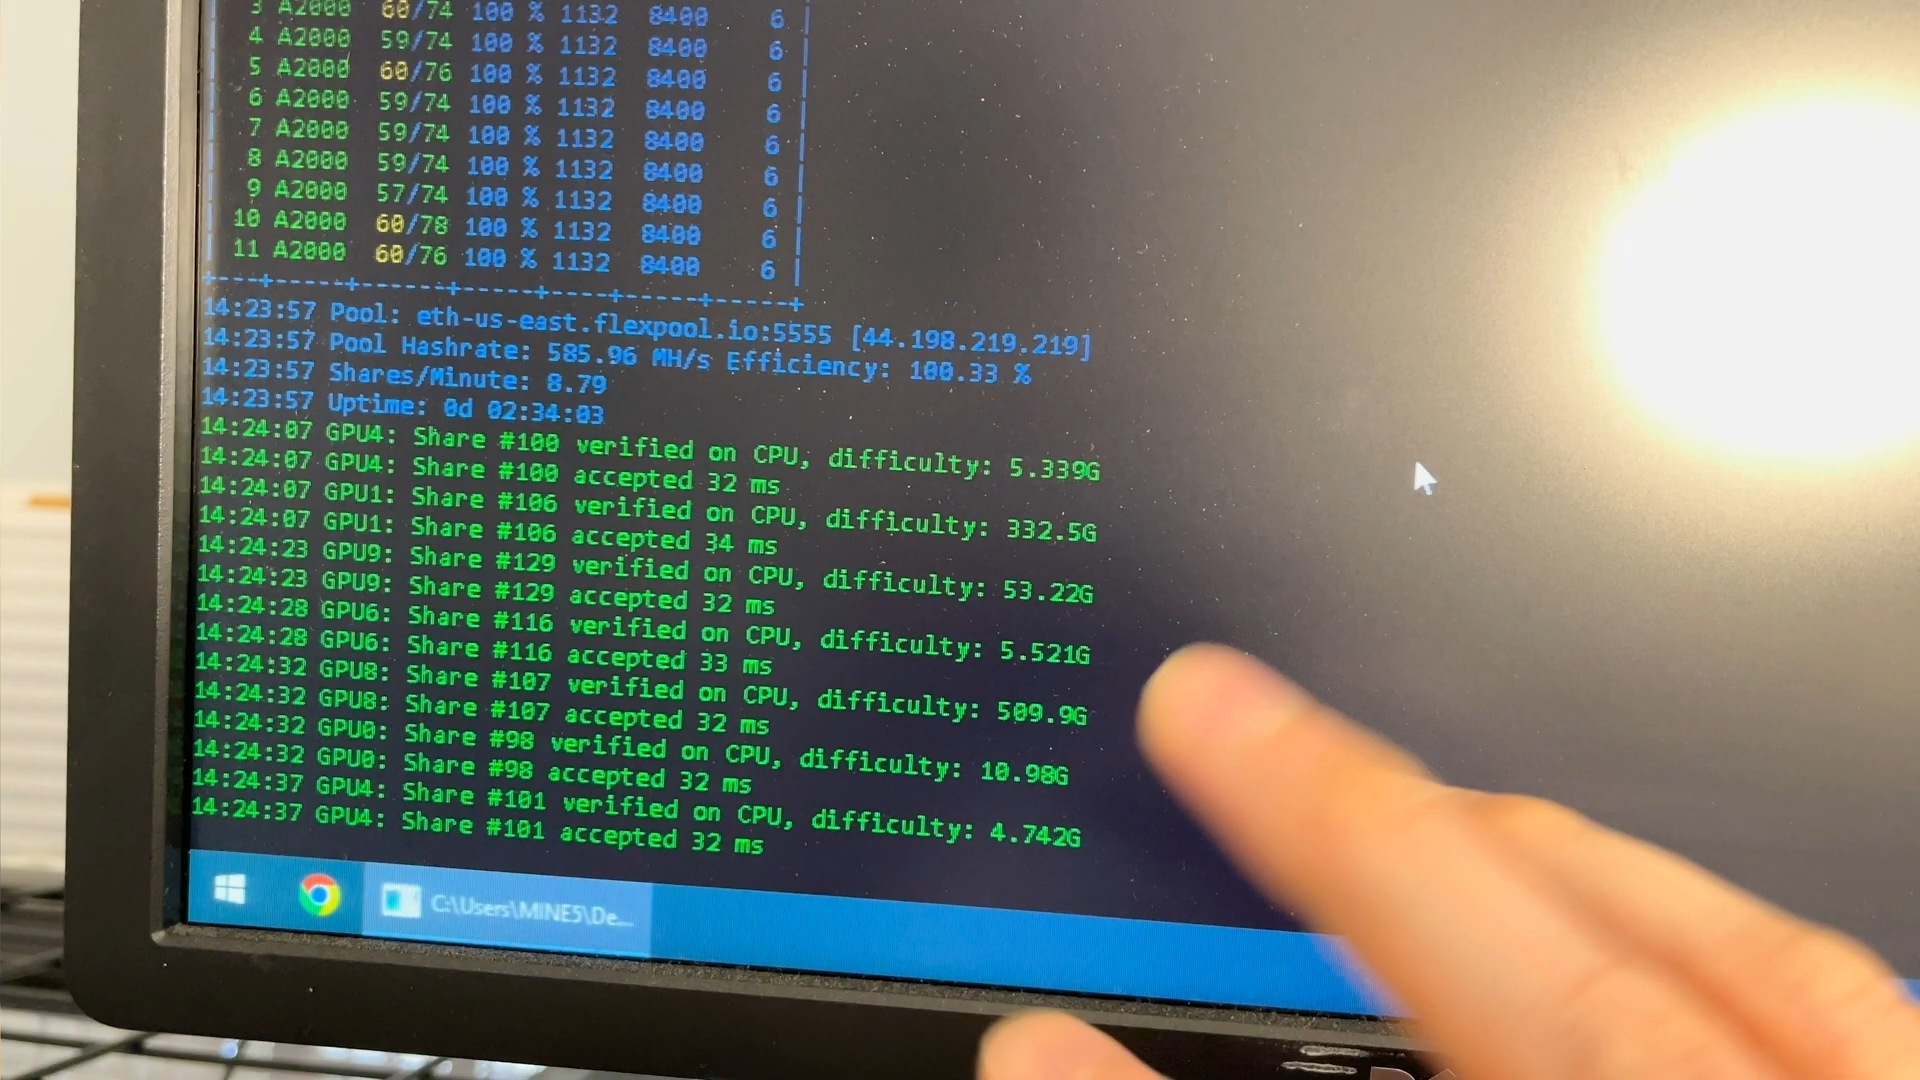 3 A2000 60/74 100 % 1132 8400 6 |
4 A2000 59/74 100 % 1132 8400 6
5 A2000 60/76 100 % 1132 8400 6
6 A2000 59/74 100 % 1132 8400 6
7 A2000 59/74 100 % 1132 8400 6
8 A2000 59/74 100 % 1132 8400 6
9 A2000 57/74 100 % 1132 8400 6
10 A2000 60/78 100 % 1132 8400 6 |
11 A2000 60/76 100 % 1132 8400 6 |
+----+-----+------+-----+----+-----+-----+
14:23:57 Pool: eth-us-east.flexpool.io:5555 [44.198.219.219]
14:23:57 Pool Hashrate: 585.96 MH/s Efficiency: 100.33 %
14:23:57 Shares/Minute: 8.79
14:23:57 Uptime: 0d 02:34:03
14:24:07 GPU4: Share #100 verified on CPU, difficulty: 5.339G
14:24:07 GPU4: Share #100 accepted 32 ms
14:24:07 GPU1: Share #106 verified on CPU, difficulty: 332.5G
14:24:07 GPU1: Share #106 accepted 34 ms
14:24:23 GPU9: Share #129 verified on CPU, difficulty: 53.22G
14:24:23 GPU9: Share #129 accepted 32 ms
14:24:28 GPU6: Share #116 verified on CPU, difficulty: 5.521G
14:24:28 GPU6: Share #116 accepted 33 ms
14:24:32 GPU8: Share #107 verified on CPU, difficulty: 509.9G
14:24:32 GPU8: Share #107 accepted 32 ms
14:24:32 GPU0: Share #98 verified on CPU, difficulty: 10.98G
14:24:32 GPU0: Share #98 accepted 32 ms
14:24:37 GPU4: Share #101 verified on CPU, difficulty: 4.742G
14:24:37 GPU4: Share #101 accepted 32 ms
C:\Users\MINE5\De...